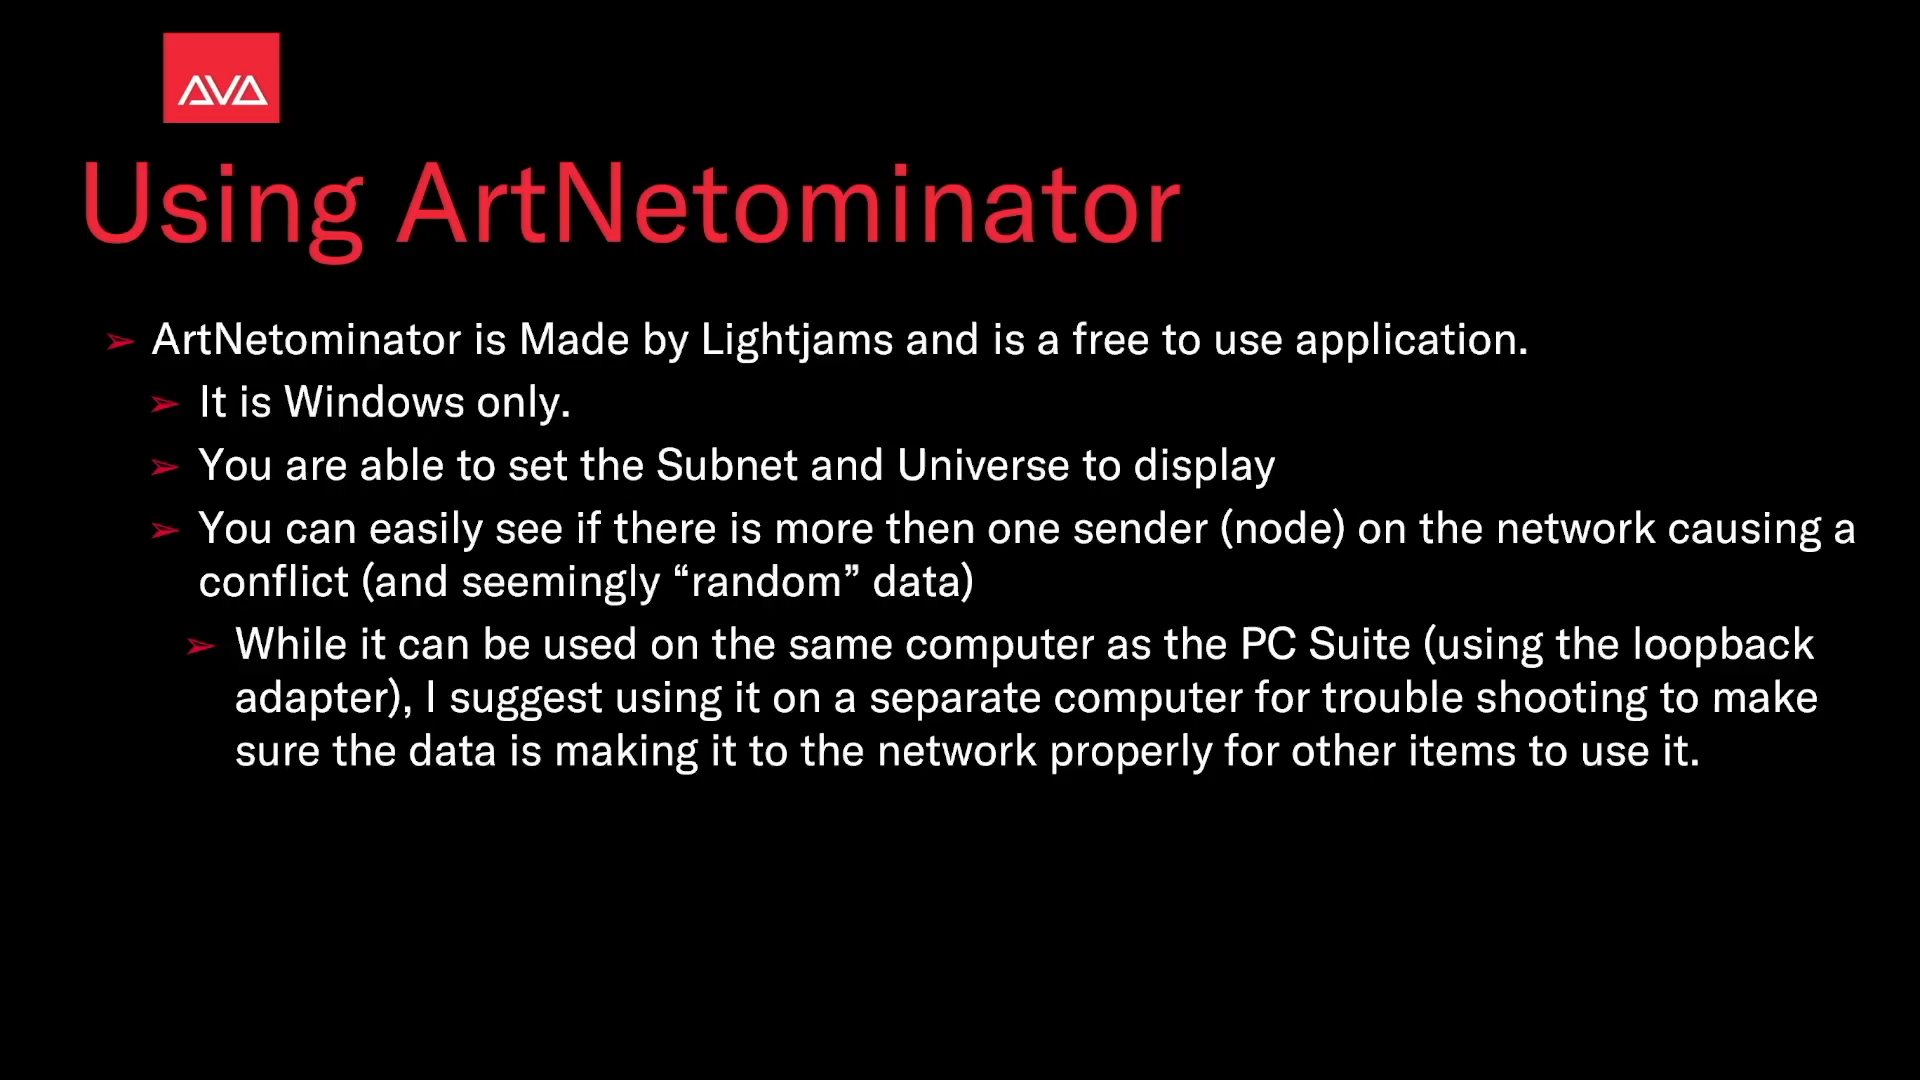 AVA
Using ArtNetominator
➢ ArtNetominator is Made by Lightjams and is a free to use application.
➢ It is Windows only.
➢ You are able to set the Subnet and Universe to display
➢ You can easily see if there is more then one sender (node) on the network causing a
conflict (and seemingly “random” data)
➢ While it can be used on the same computer as the PC Suite (using the loopback
adapter), I suggest using it on a separate computer for trouble shooting to make
sure the data is making it to the network properly for other items to use it.